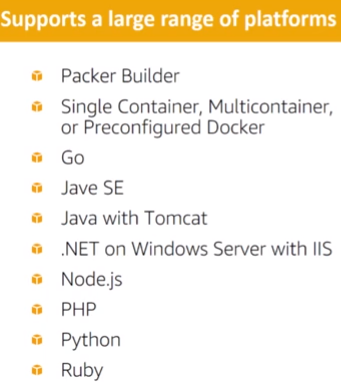 Supports a large range of platforms
Packer Builder
Single Container, Multicontainer,
or Preconfigured Docker
Go
Jave SE
Java with Tomcat
.NET on Windows Server with IIS
Node.js
PHP
Python
Ruby